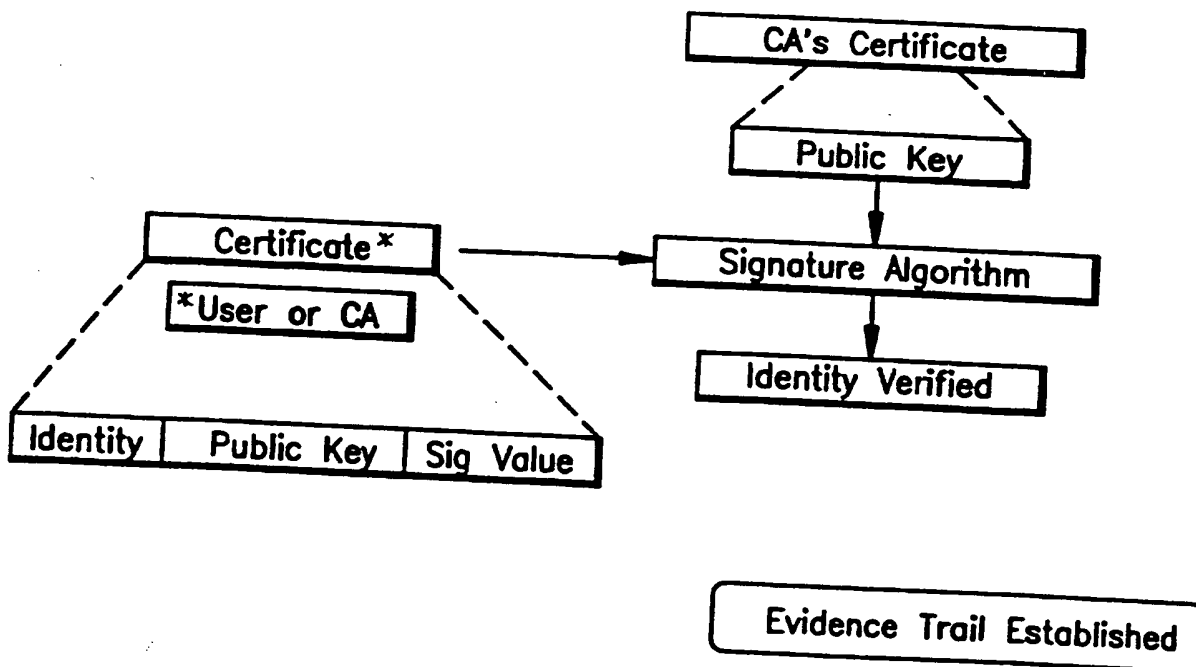 CA's Certificate
Public Key
Certificate*
Signature Algorithm
*User or CA
Identity Verified
Identity Public Key Sig Value
Evidence Trail Established